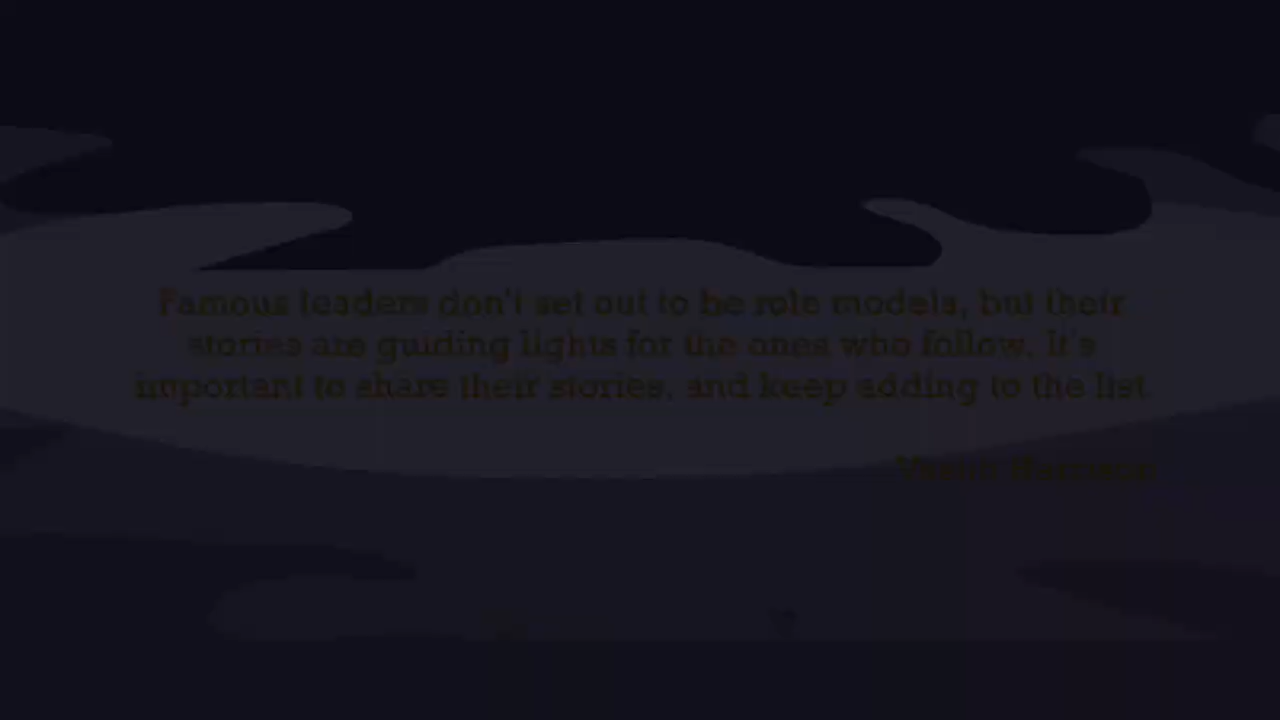 Famous leaders don't set out to be role models, but their
stories are guiding lights for the ones who follow. It's
important to share their stories, and keep adding to the list.